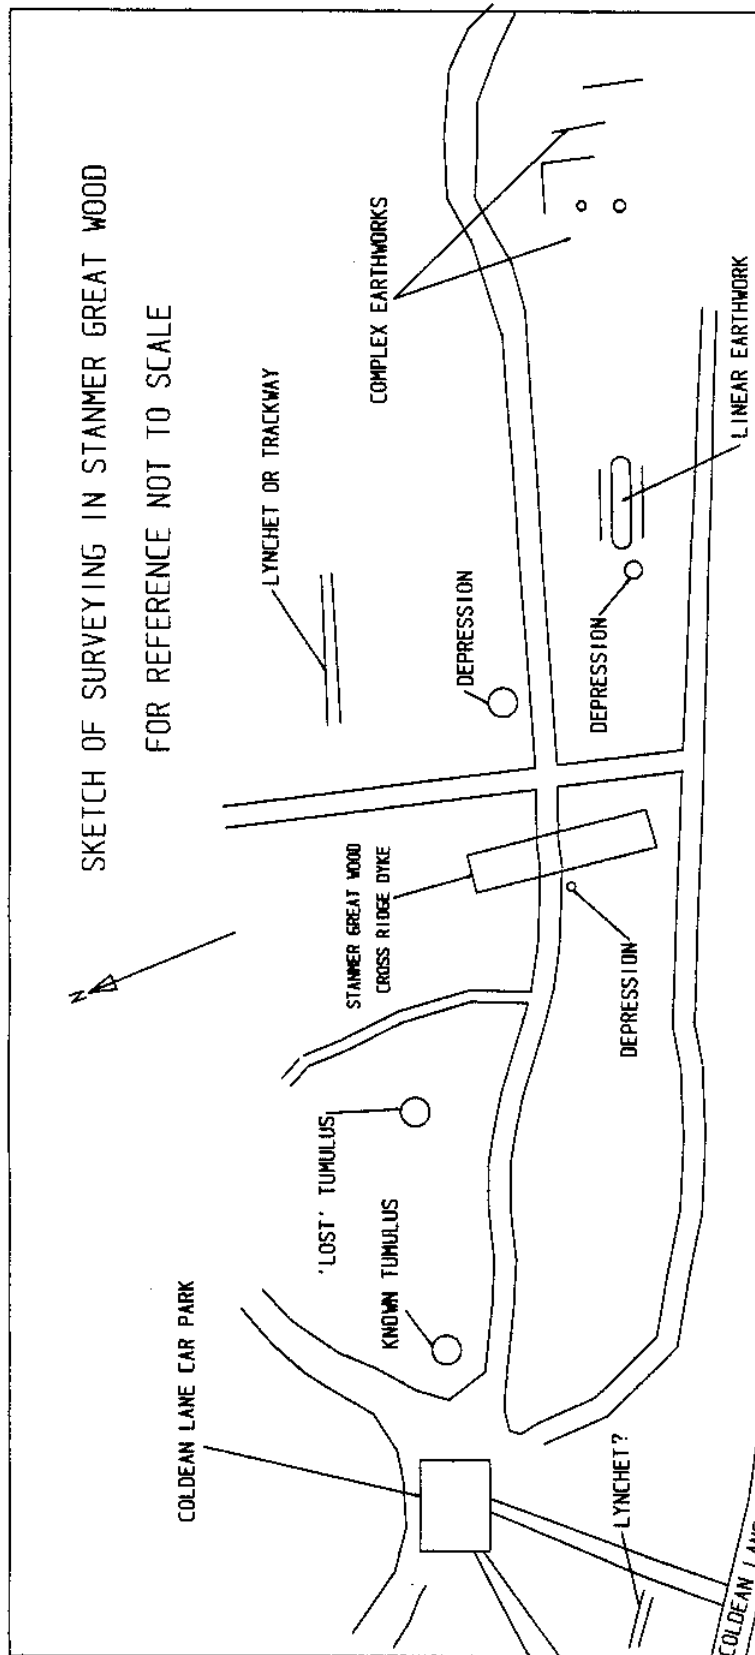 SKETCH OF SURVEYING IN STANMER GREAT WOOD
FOR REFERENCE NOT TO SCALE
N
COLDEAN LANE CAR PARK
LYNCHET OR TRACKWAY
'LOST' TUMULUS
KNOWN TUMULUS
STANMER GREAT WOOD
CROSS RIDGE DYKE
COMPLEX EARTHWORKS
DEPRESSION
DEPRESSION
DEPRESSION
LYNCHET?
LINEAR EARTHWORK
COLDEAN LANE